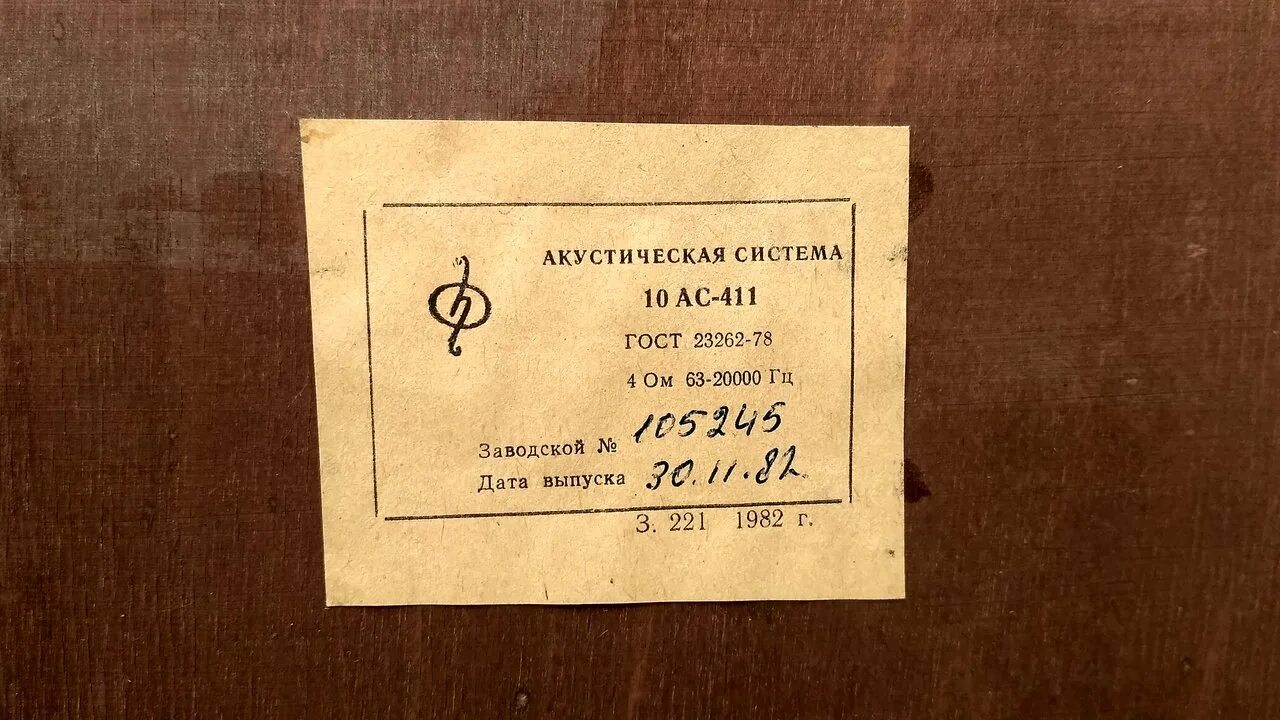 АКУСТИЧЕСКАЯ СИСТЕМА
10 АС-411
ГОСТ 23262-78
4 Ом 63-20000 Гц
Заводской № 105245
Дата выпуска 30.11.82
З. 221 1982 г.